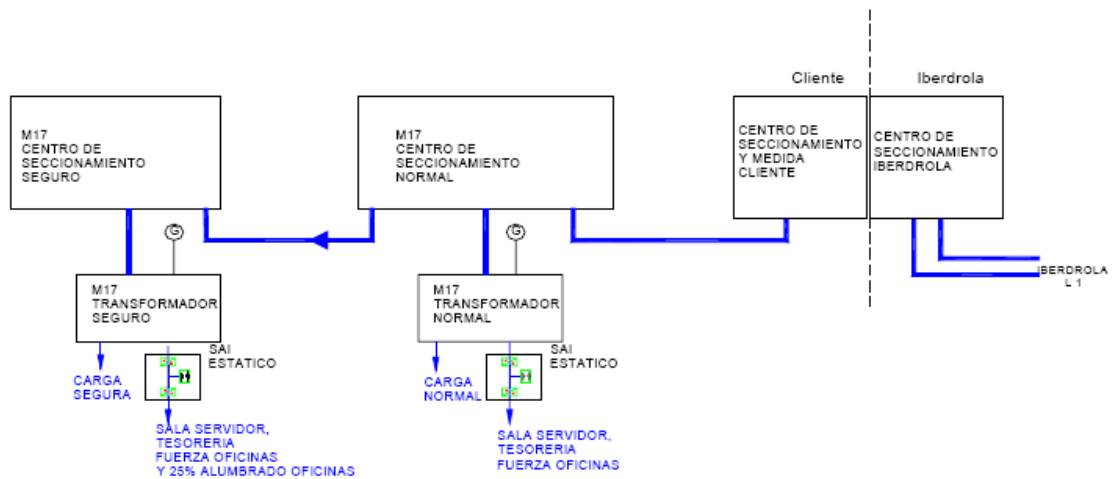 Cliente
Iberdrola
M17
CENTRO DE
SECCIONAMIENTO
SEGURO
M17
CENTRO DE
SECCIONAMIENTO
NORMAL
CENTRO DE
SECCIONAMIENTO
Y MEDIDA
CLIENTE
CENTRO DE
SECCIONAMIENTO
IBERDROLA
G
G
IBERDROLA
L 1
M17
TRANSFORMADOR
SEGURO
M17
TRANSFORMADOR
NORMAL
SAI
ESTATICO
SAI
ESTATICO
CARGA
SEGURA
CARGA
NORMAL
SALA SERVIDOR,
TESORERIA
FUERZA OFICINAS
Y 25% ALUMBRADO OFICINAS
SALA SERVIDOR,
TESORERIA
FUERZA OFICINAS